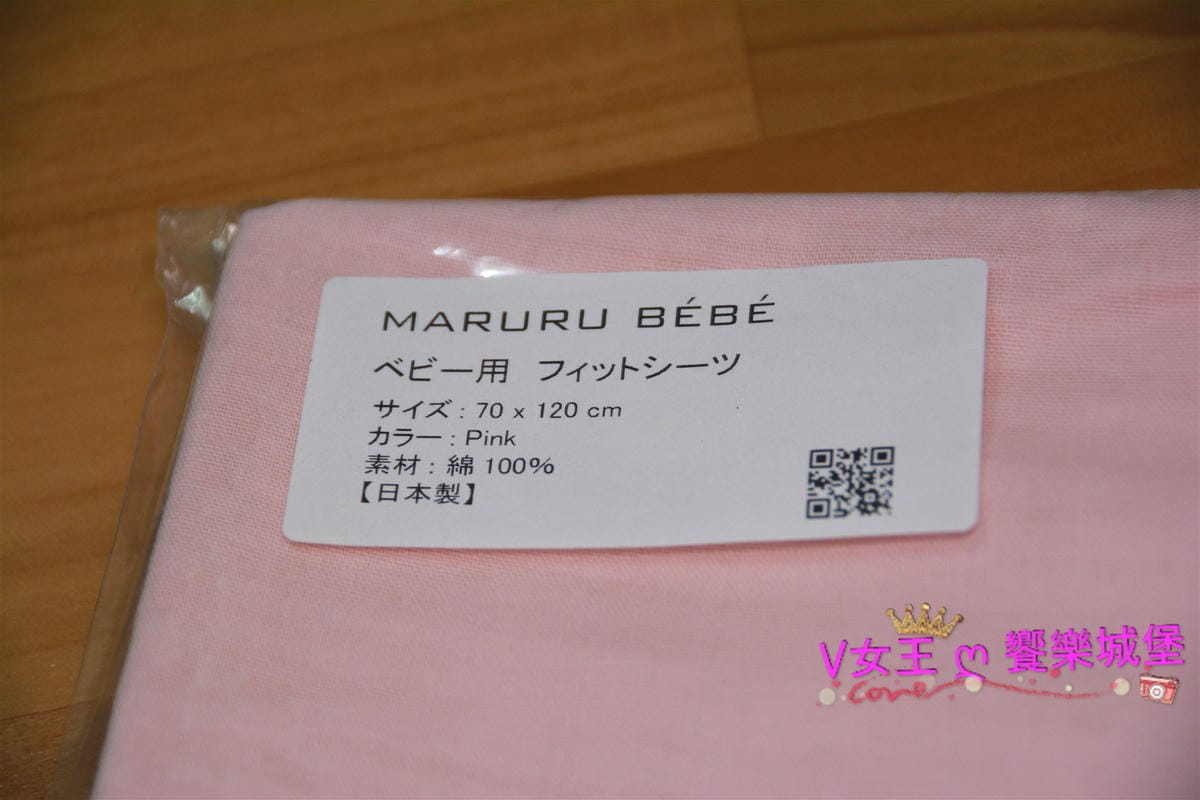 MARURU BÉBÉ
ベビー用 フィットシーツ
サイズ : 70 x 120 cm
カラー : Pink
素材 : 綿 100%
【日本製】
V女王 ღ 饗樂城堡
Love